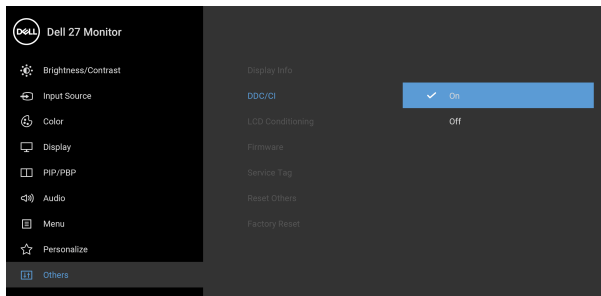 DELL Dell 27 Monitor
Brightness/Contrast
Input Source
Color
Display
PIP/PBP
Audio
Menu
Personalize
Others
Display Info
DDC/CI
LCD Conditioning
Firmware
Service Tag
Reset Others
Factory Reset
On
Off